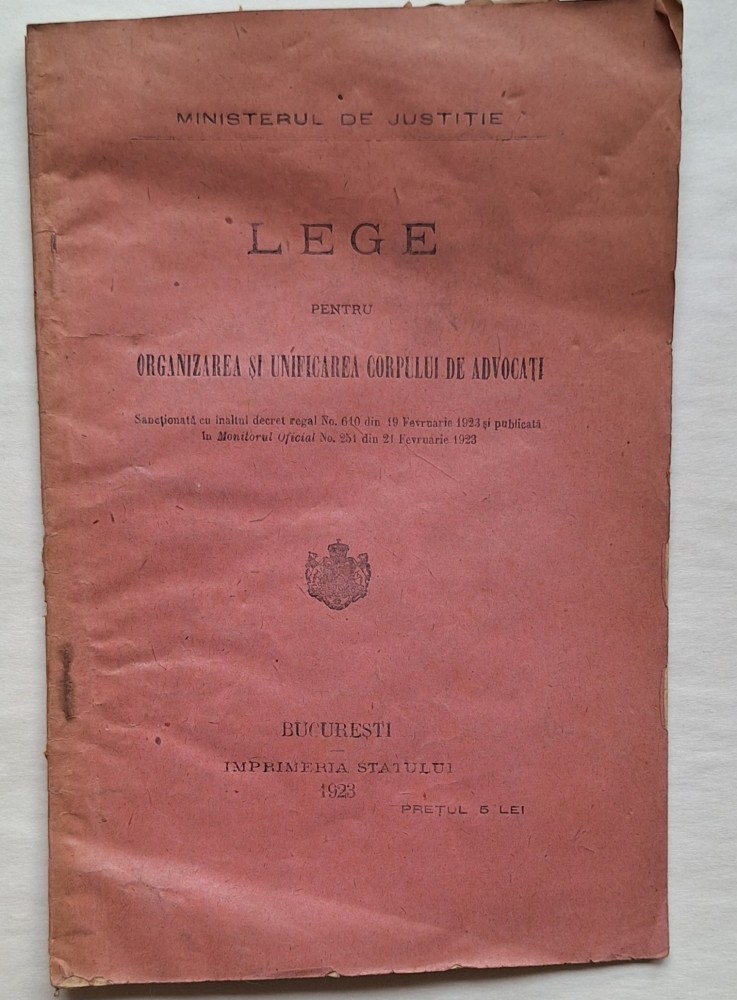 MINISTERUL DE JUSTIȚIE
LEGE
PENTRU
ORGANIZAREA ȘI UNIFICAREA CORPULUI DE ADVOCAȚI
Sancționată cu înaltul decret regal No. 610 din 19 Fevruarie 1923 și publicată
în Monitorul Oficial No. 251 din 21 Fevruarie 1923
BUCUREȘTI
IMPRIMERIA STATULUI
1923
PREȚUL 5 LEI